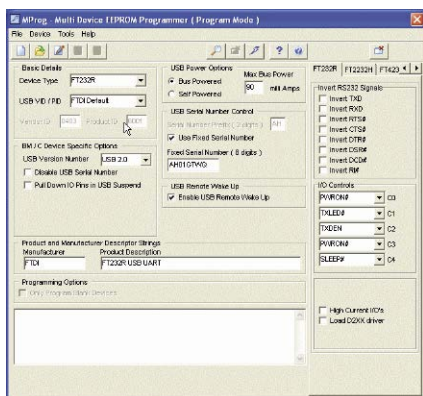 MProg - Multi Device EEPROM Programmer ( Program Mode )
File Device Tools Help
Basic Details
Device Type FT232R
USB VID / PID FTDI Default
Version ID 0403 Product ID 6001
BM / C Device Specific Options
USB Version Number USB 2.0
Disable USB Serial Number
Pull Down IO Pins in USB Suspend
USB Power Options
Bus Powered
Self Powered
Max Bus Power
90 milli Amps
USB Serial Number Control
Serial Number Prefix ( 2 digits ) AH
Use Fixed Serial Number
Fixed Serial Number ( 8 digits )
AH01GTWG
USB Remote Wake Up
Enable USB Remote Wake Up
Product and Manufacturer Descriptor Strings
Manufacturer Product Description
FTDI FT232R USB UART
Programming Options
Only Program Blank Devices
FT232R FT2232H FT423
Invert RS232 Signals
Invert TXD
Invert RXD
Invert RTS#
Invert CTS#
Invert DTR#
Invert DSR#
Invert DCD#
Invert RI#
I/O Controls
PWRON# C0
TXLED# C1
TXDEN C2
PWRON# C3
SLEEP# C4
High Current I/O's
Load D2XX driver